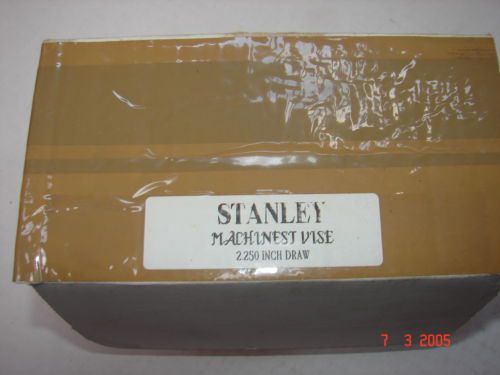 STANLEY
MACHINEST VISE
2.250 INCH DRAW
7 3 2005